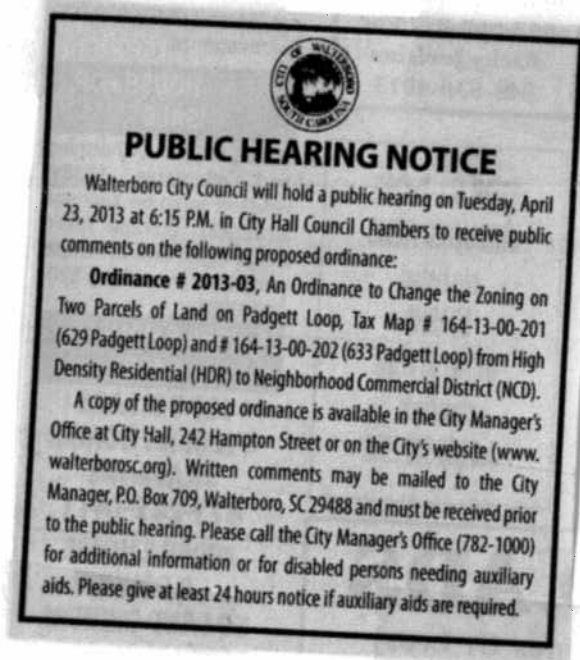 CITY OF WALTERBORO
SOUTH CAROLINA
PUBLIC HEARING NOTICE
Walterboro City Council will hold a public hearing on Tuesday, April
23, 2013 at 6:15 P.M. in City Hall Council Chambers to receive public
comments on the following proposed ordinance:
Ordinance # 2013-03, An Ordinance to Change the Zoning on
Two Parcels of Land on Padgett Loop, Tax Map # 164-13-00-201
(629 Padgett Loop) and # 164-13-00-202 (633 Padgett Loop) from High
Density Residential (HDR) to Neighborhood Commercial District (NCD).
A copy of the proposed ordinance is available in the City Manager's
Office at City Hall, 242 Hampton Street or on the City's website (www.
walterborosc.org). Written comments may be mailed to the City
Manager, P.O. Box 709, Walterboro, SC 29488 and must be received prior
to the public hearing. Please call the City Manager's Office (782-1000)
for additional information or for disabled persons needing auxiliary
aids. Please give at least 24 hours notice if auxiliary aids are required.